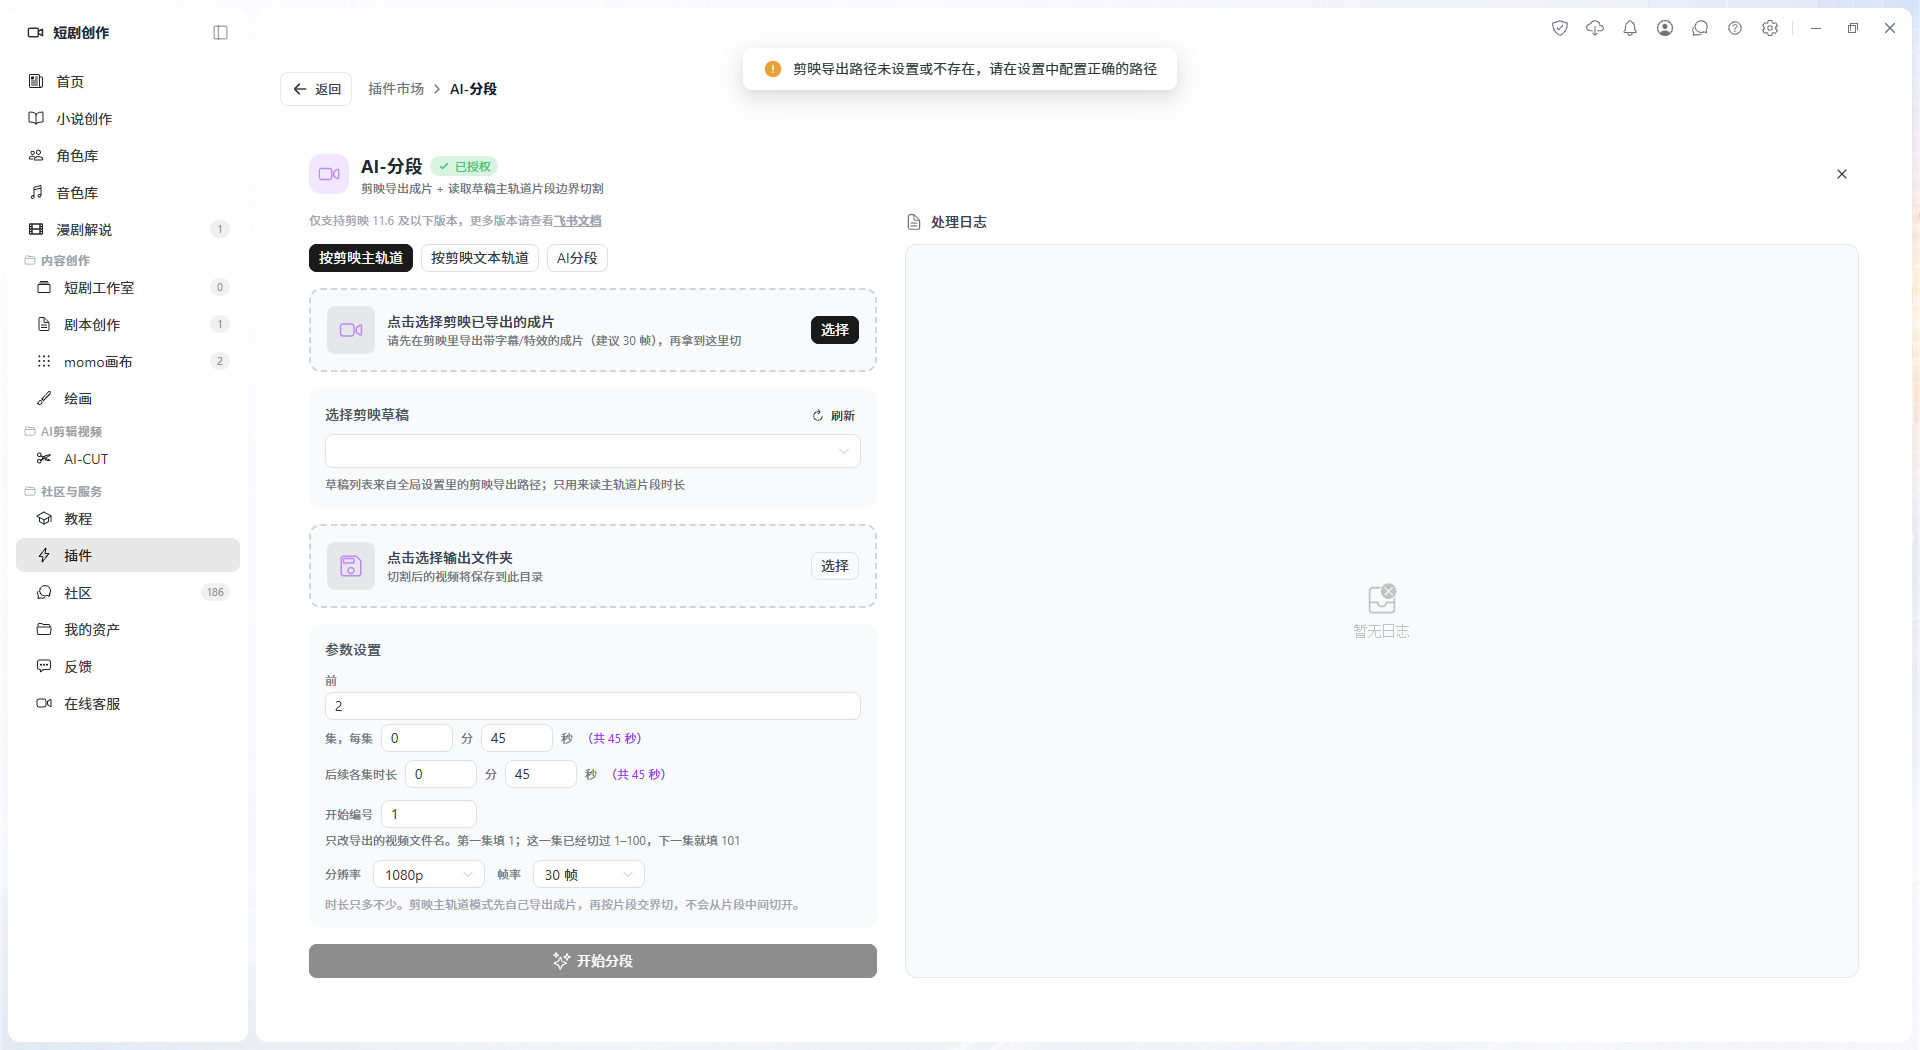 短剧创作
首页
小说创作
角色库
音色库
漫剧解说 1
内容创作
短剧工作室 0
剧本创作 1
momo画布 2
绘画
AI剪辑视频
AI-CUT
社区与服务
教程
插件
社区 186
我的资产
反馈
在线客服
剪映导出路径未设置或不存在，请在设置中配置正确的路径
返回 插件市场 > AI-分段
AI-分段 已授权
剪映导出成片 + 读取草稿主轨道片段边界切割
仅支持剪映 11.6 及以下版本，更多版本请查看飞书文档
按剪映主轨道 按剪映文本轨道 AI分段
点击选择剪映已导出的成片
请先在剪映里导出带字幕/特效的成片（建议 30 帧），再拿到这里切
选择
选择剪映草稿 刷新
草稿列表来自全局设置里的剪映导出路径；只用来读主轨道片段时长
点击选择输出文件夹
切割后的视频将保存到此目录
选择
参数设置
前
2
集，每集 0 分 45 秒 （共 45 秒）
后续各集时长 0 分 45 秒 （共 45 秒）
开始编号 1
只改导出的视频文件名。第一集填 1；这一集已经切过 1–100，下一集就填 101
分辨率 1080p 帧率 30 帧
时长只多不少。剪映主轨道模式先自己导出成片，再按片段交界切，不会从片段中间切开。
开始分段
处理日志
暂无日志